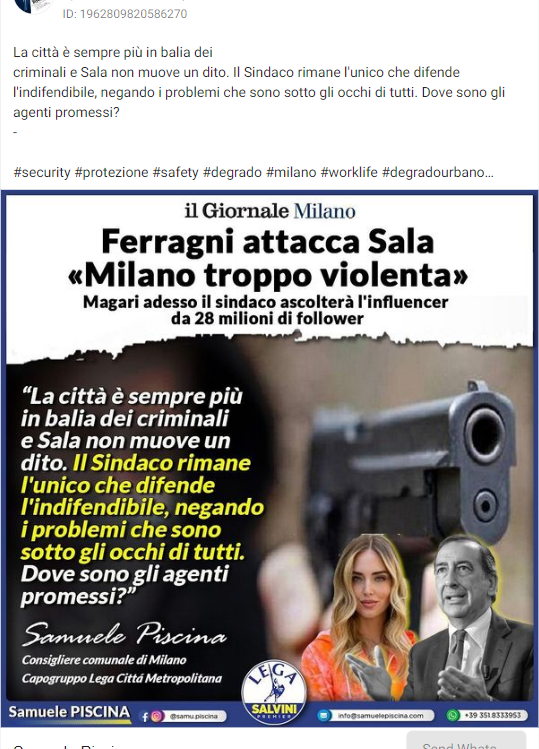 ID: 1962809820586270
La città è sempre più in balia dei
criminali e Sala non muove un dito. Il Sindaco rimane l'unico che difende
l'indifendibile, negando i problemi che sono sotto gli occhi di tutti. Dove sono gli
agenti promessi?
-
#security #protezione #safety #degrado #milano #worklife #degradourbano…
il Giornale Milano
Ferragni attacca Sala
«Milano troppo violenta»
Magari adesso il sindaco ascolterà l'influencer
da 28 milioni di follower
“La città è sempre più
in balia dei criminali
e Sala non muove un
dito. Il Sindaco rimane
l'unico che difende
l'indifendibile, negando
i problemi che sono
sotto gli occhi di tutti.
Dove sono gli agenti
promessi?”
Samuele Piscina
Consigliere comunale di Milano
Capogruppo Lega Cittá Metropolitana
LEGA
SALVINI
PREMIER
Samuele PISCINA
@samu.piscina
info@samuelepiscina.com
+39 351.8333953
Send Whats